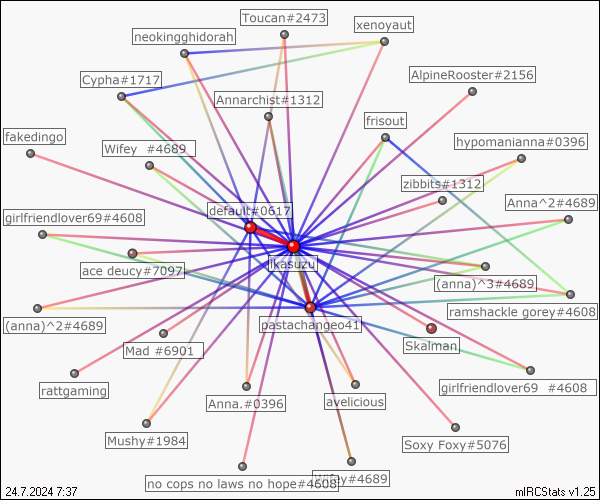 Toucan#2473
xenoyaut
neokingghidorah
Cypha#1717
AlpineRooster#2156
Annarchist#1312
frisout
fakedingo
Wifey #4689
hypomanianna#0396
zibbits#1312
Anna^2#4689
default#0617
girlfriendlover69#4608
ikasuzu
ace deucy#7097
(anna)^3#4689
ramshackle gorey#4608
(anna)^2#4689
pastachangeo41
Mad #6901
Skalman
rattgaming
girlfriendlover69 #4608
Anna.#0396
avelicious
Mushy#1984
Soxy Foxy#5076
no cops no laws no hope#4608
Wifey#4689
24.7.2024 7:37
mIRCStats v1.25